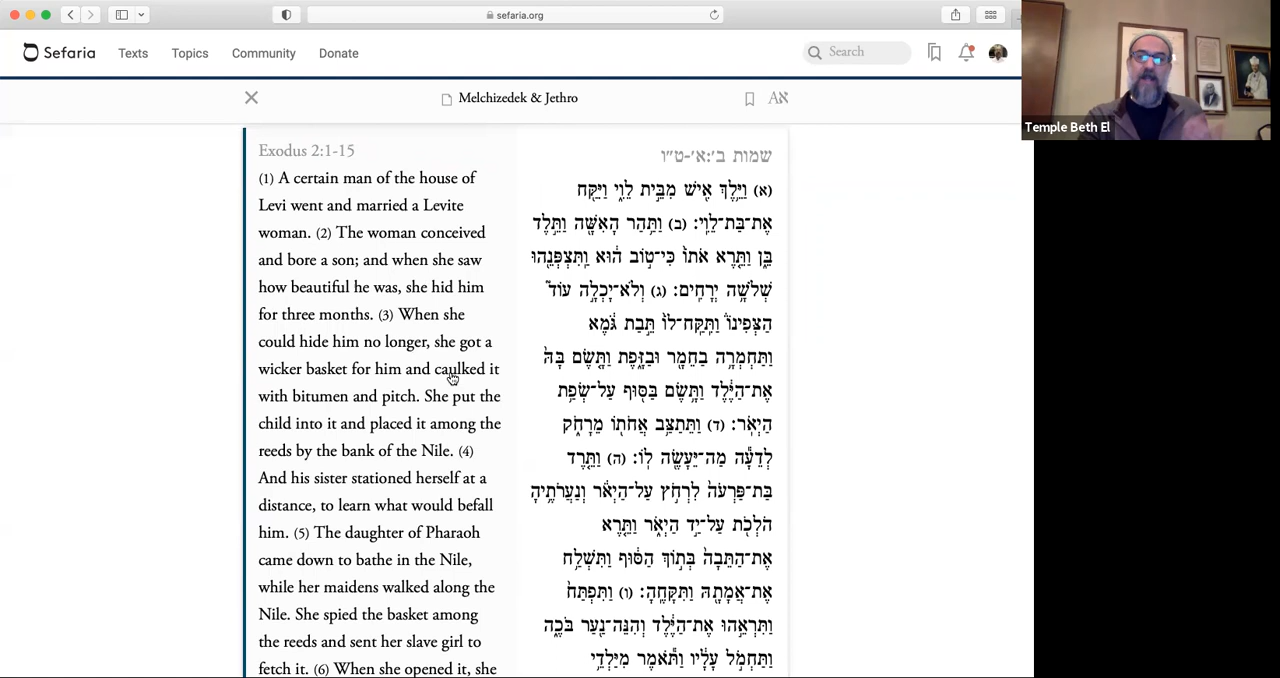 sefaria.org
Sefaria Texts Topics Community Donate Search
Melchizedek & Jethro
אA
Exodus 2:1-15
(1) A certain man of the house of
Levi went and married a Levite
woman. (2) The woman conceived
and bore a son; and when she saw
how beautiful he was, she hid him
for three months. (3) When she
could hide him no longer, she got a
wicker basket for him and caulked it
with bitumen and pitch. She put the
child into it and placed it among the
reeds by the bank of the Nile. (4)
And his sister stationed herself at a
distance, to learn what would befall
him. (5) The daughter of Pharaoh
came down to bathe in the Nile,
while her maidens walked along the
Nile. She spied the basket among
the reeds and sent her slave girl to
fetch it. (6) When she opened it, she
שמות ב׳:א׳-ט״ו
(א) וַיֵּ֥לֶךְ אִ֖ישׁ מִבֵּ֣ית לֵוִ֑י וַיִּקַּ֖ח
אֶת־בַּת־לֵוִֽי׃ (ב) וַתַּ֥הַר הָאִשָּׁ֖ה וַתֵּ֣לֶד
בֵּ֑ן וַתֵּ֤רֶא אֹתוֹ֙ כִּי־ט֣וֹב ה֔וּא וַֽתִּצְפְּנֵ֖הוּ
שְׁלֹשָׁ֥ה יְרָחִֽים׃ (ג) וְלֹא־יָכְלָ֣ה עוֹד֮
הַצְּפִינוֹ֒ וַתִּֽקַּֽח־לוֹ֙ תֵּ֣בַת גֹּ֔מֶא
וַתַּחְמְרָ֥ה בַחֵמָ֖ר וּבַזָּ֑פֶת וַתָּ֤שֶׂם בָּהּ֙
אֶת־הַיֶּ֔לֶד וַתָּ֥שֶׂם בַּסּ֖וּף עַל־שְׂפַ֥ת
הַיְאֹֽר׃ (ד) וַתֵּתַצַּ֥ב אֲחֹת֖וֹ מֵרָחֹ֑ק
לְדֵעָ֕ה מַה־יֵּעָשֶׂ֖ה לֽוֹ׃ (ה) וַתֵּ֤רֶד
בַּת־פַּרְעֹה֙ לִרְחֹ֣ץ עַל־הַיְאֹ֔ר וְנַעֲרֹתֶ֥יהָ
הֹלְכֹ֖ת עַל־יַ֣ד הַיְאֹ֑ר וַתֵּ֤רֶא
אֶת־הַתֵּבָה֙ בְּת֣וֹךְ הַסּ֔וּף וַתִּשְׁלַ֥ח
אֶת־אֲמָתָ֖הּ וַתִּקָּחֶֽהָ׃ (ו) וַתִּפְתַּח֙
וַתִּרְאֵ֣הוּ אֶת־הַיֶּ֔לֶד וְהִנֵּה־נַ֖עַר בֹּכֶ֑ה
וַתַּחְמֹ֣ל עָלָ֔יו וַתֹּ֕אמֶר מִיַּלְדֵ֥י
Temple Beth El